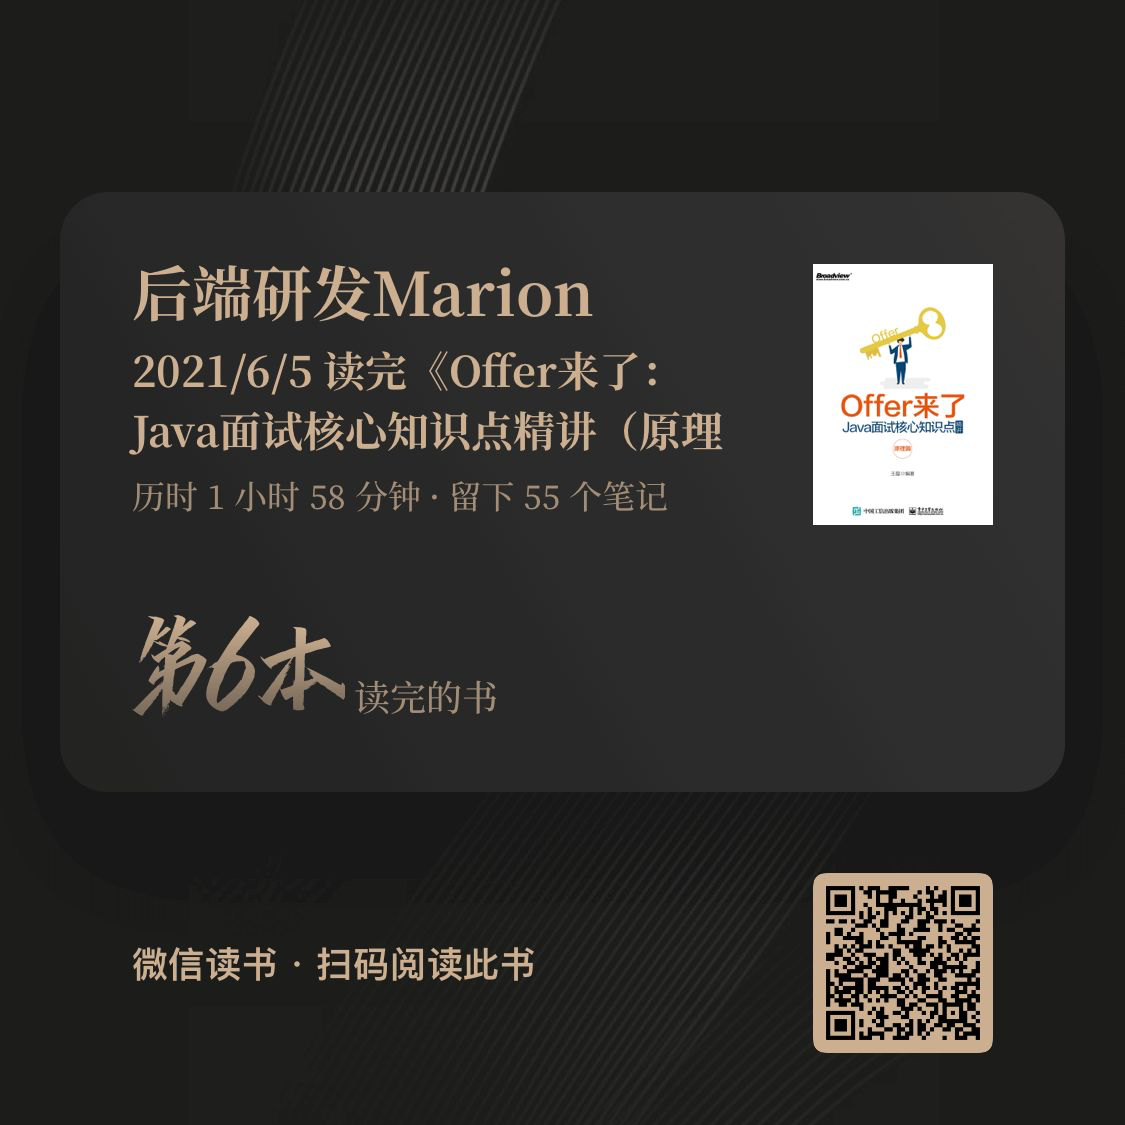 后端研发Marion
2021/6/5 读完《Offer来了：
Java面试核心知识点精讲（原理
历时 1 小时 58 分钟 · 留下 55 个笔记
Broadview
Offer
Offer来了
Java面试核心知识点
原理篇
第6本 读完的书
微信读书 · 扫码阅读此书